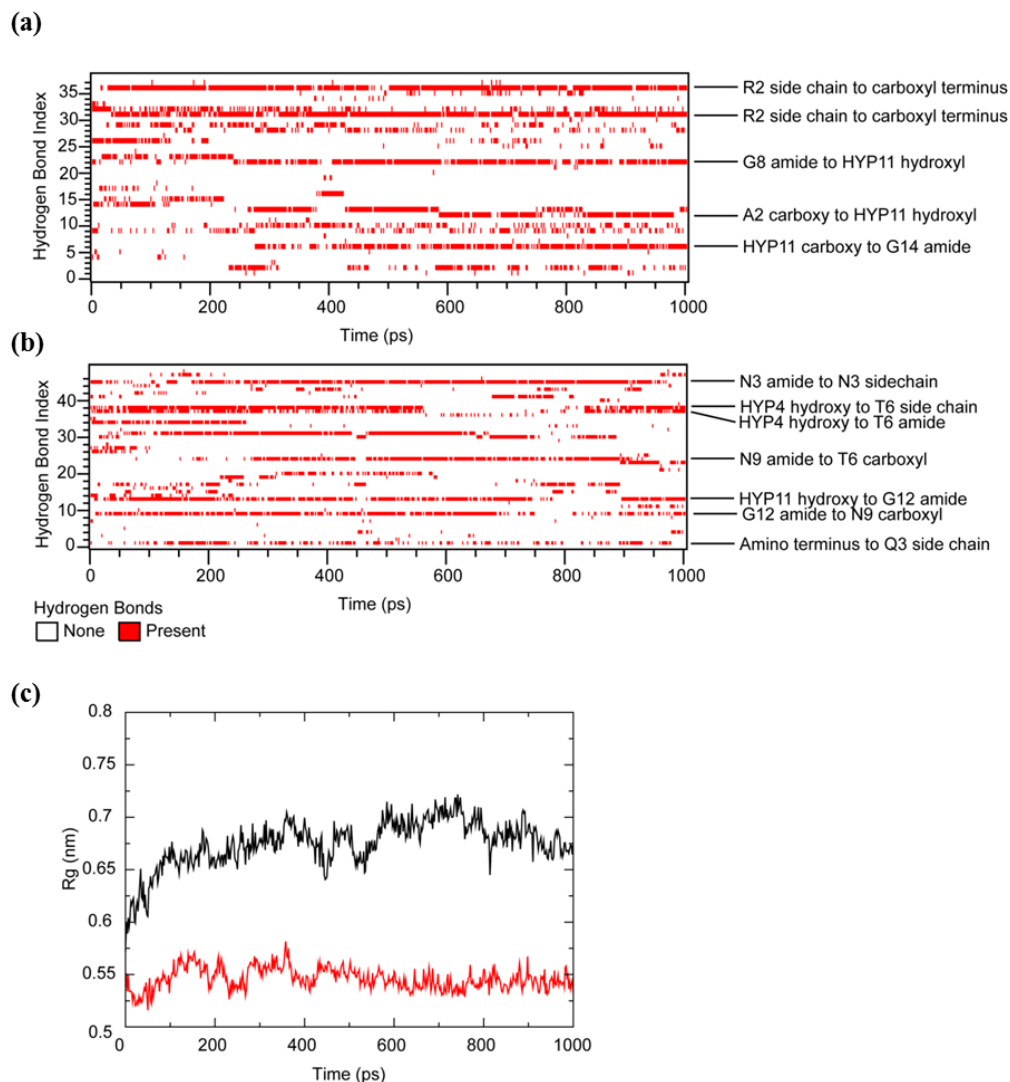 (a)
Hydrogen Bond Index
35
30
25
20
15
10
5
0
R2 side chain to carboxyl terminus
R2 side chain to carboxyl terminus
G8 amide to HYP11 hydroxyl
A2 carboxy to HYP11 hydroxyl
HYP11 carboxy to G14 amide
0 200 400 600 800 1000
Time (ps)
(b)
Hydrogen Bond Index
40
30
20
10
0
N3 amide to N3 sidechain
HYP4 hydroxy to T6 side chain
HYP4 hydroxy to T6 amide
N9 amide to T6 carboxyl
HYP11 hydroxy to G12 amide
G12 amide to N9 carboxyl
Amino terminus to Q3 side chain
0 200 400 600 800 1000
Time (ps)
Hydrogen Bonds
None Present
(c)
Rg (nm)
0.8
0.75
0.7
0.65
0.6
0.55
0.5
0 200 400 600 800 1000
Time (ps)